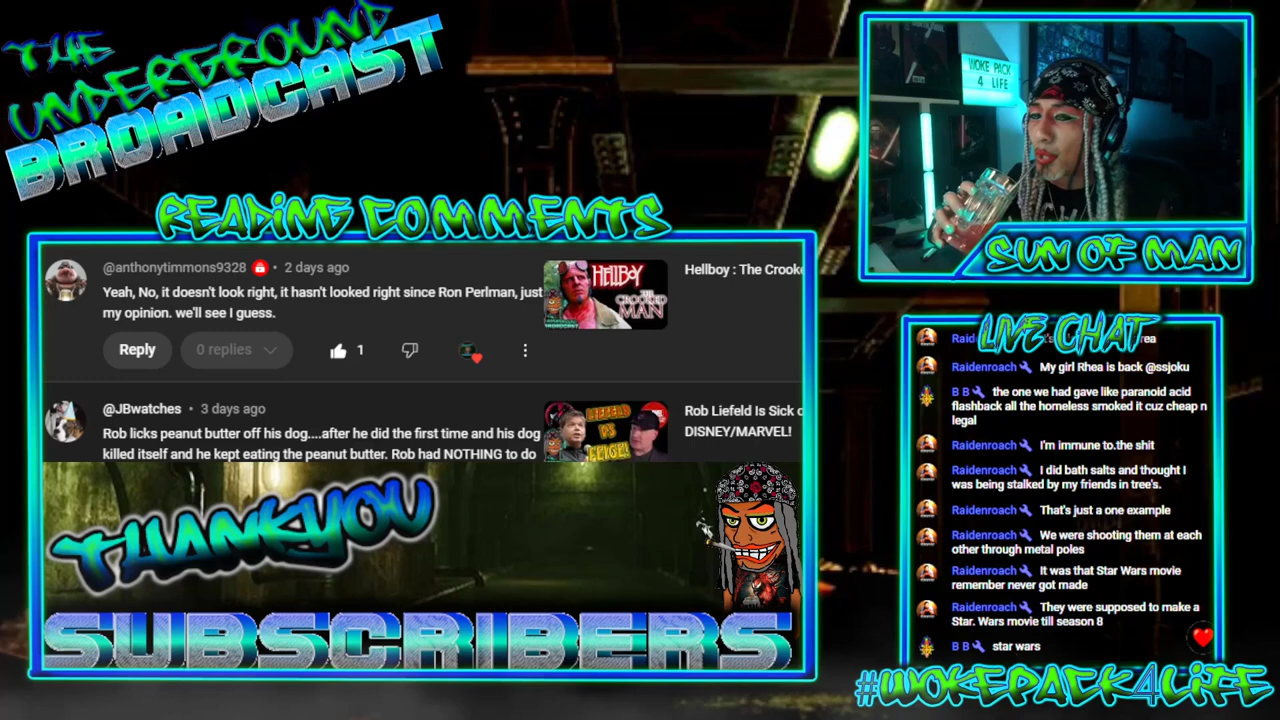 THE
UNDERGROUND
BROADCAST
READING COMMENTS
@anthonytimmons9328 • 2 days ago
Yeah, No, it doesn't look right, it hasn't looked right since Ron Perlman, just
my opinion. we'll see I guess.
Reply 0 replies 1
HELLBOY
THE
CROOKED
MAN
Hellboy : The Crook
@JBwatches • 3 days ago
Rob licks peanut butter off his dog....after he did the first time and his dog
killed itself and he kept eating the peanut butter. Rob had NOTHING to do
LIEFELD
VS
FEIGE!
Rob Liefeld Is Sick
DISNEY/MARVEL!
THANKYOU
SUBSCRIBERS
WOKE PACK
4 LIFE
SUN OF MAN
LIVE CHAT
Raidenroach My girl Rhea is back @ssjoku
B B the one we had gave like paranoid acid
flashback all the homeless smoked it cuz cheap n
legal
Raidenroach I'm immune to.the shit
Raidenroach I did bath salts and thought I
was being stalked by my friends in tree's.
Raidenroach That's just a one example
Raidenroach We were shooting them at each
other through metal poles
Raidenroach It was that Star Wars movie
remember never got made
Raidenroach They were supposed to make a
Star. Wars movie till season 8
B B star wars
#WOKEPACK4LIFE